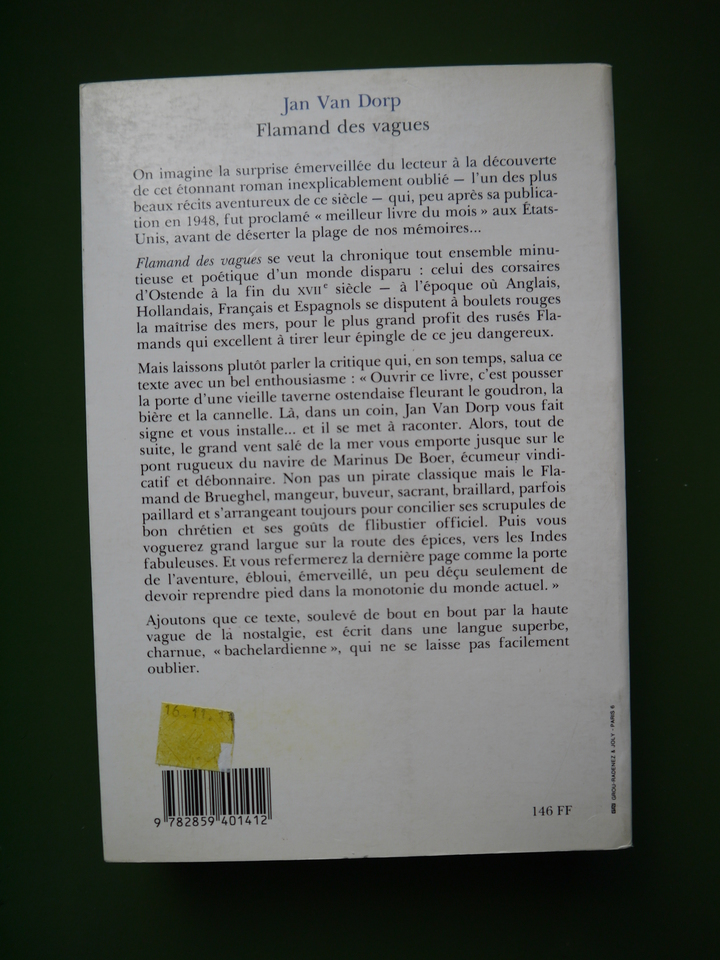 Jan Van Dorp
Flamand des vagues
On imagine la surprise émerveillée du lecteur à la découverte
de cet étonnant roman inexplicablement oublié — l'un des plus
beaux récits aventureux de ce siècle — qui, peu après sa publica-
tion en 1948, fut proclamé « meilleur livre du mois » aux États-
Unis, avant de déserter la plage de nos mémoires...
Flamand des vagues se veut la chronique tout ensemble minu-
tieuse et poétique d'un monde disparu : celui des corsaires
d'Ostende à la fin du XVIIe siècle — à l'époque où Anglais,
Hollandais, Français et Espagnols se disputent à boulets rouges
la maîtrise des mers, pour le plus grand profit des rusés Fla-
mands qui excellent à tirer leur épingle de ce jeu dangereux.
Mais laissons plutôt parler la critique qui, en son temps, salua ce
texte avec un bel enthousiasme : « Ouvrir ce livre, c'est pousser
la porte d'une vieille taverne ostendaise fleurant le goudron, la
bière et la cannelle. Là, dans un coin, Jan Van Dorp vous fait
signe et vous installe... et il se met à raconter. Alors, tout de
suite, le grand vent salé de la mer vous emporte jusque sur le
pont rugueux du navire de Marinus De Boer, écumeur vindi-
catif et débonnaire. Non pas un pirate classique mais le Fla-
mand de Brueghel, mangeur, buveur, sacrant, braillard, parfois
paillard et s'arrangeant toujours pour concilier ses scrupules de
bon chrétien et ses goûts de flibustier officiel. Puis vous
voguerez grand largue sur la route des épices, vers les Indes
fabuleuses. Et vous refermerez la dernière page comme la porte
de l'aventure, ébloui, émerveillé, un peu déçu seulement de
devoir reprendre pied dans la monotonie du monde actuel. »
Ajoutons que ce texte, soulevé de bout en bout par la haute
vague de la nostalgie, est écrit dans une langue superbe,
charnue, « bachelardienne », qui ne se laisse pas facilement
oublier.
16.11.
9 782859 401412
146 FF
GROU-RADENEZ & JOLY - PARIS 6